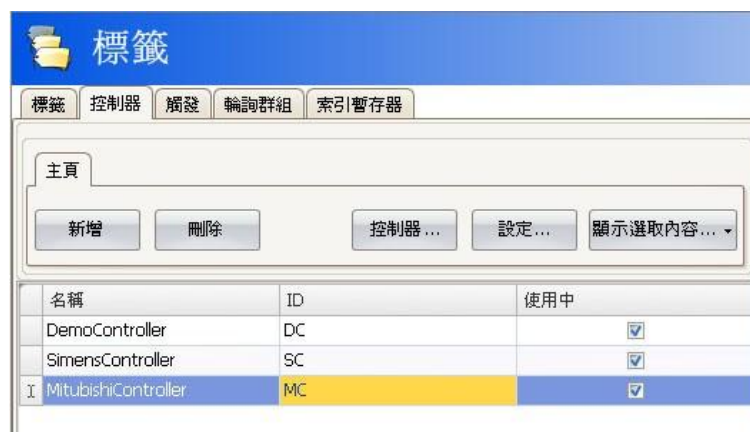 標籤
標籤 控制器 觸發 輪詢群組 索引暫存器
主頁
新增 刪除 控制器... 設定... 顯示選取內容...
名稱 ID 使用中
DemoController DC
SimensController SC
MitubishiController MC